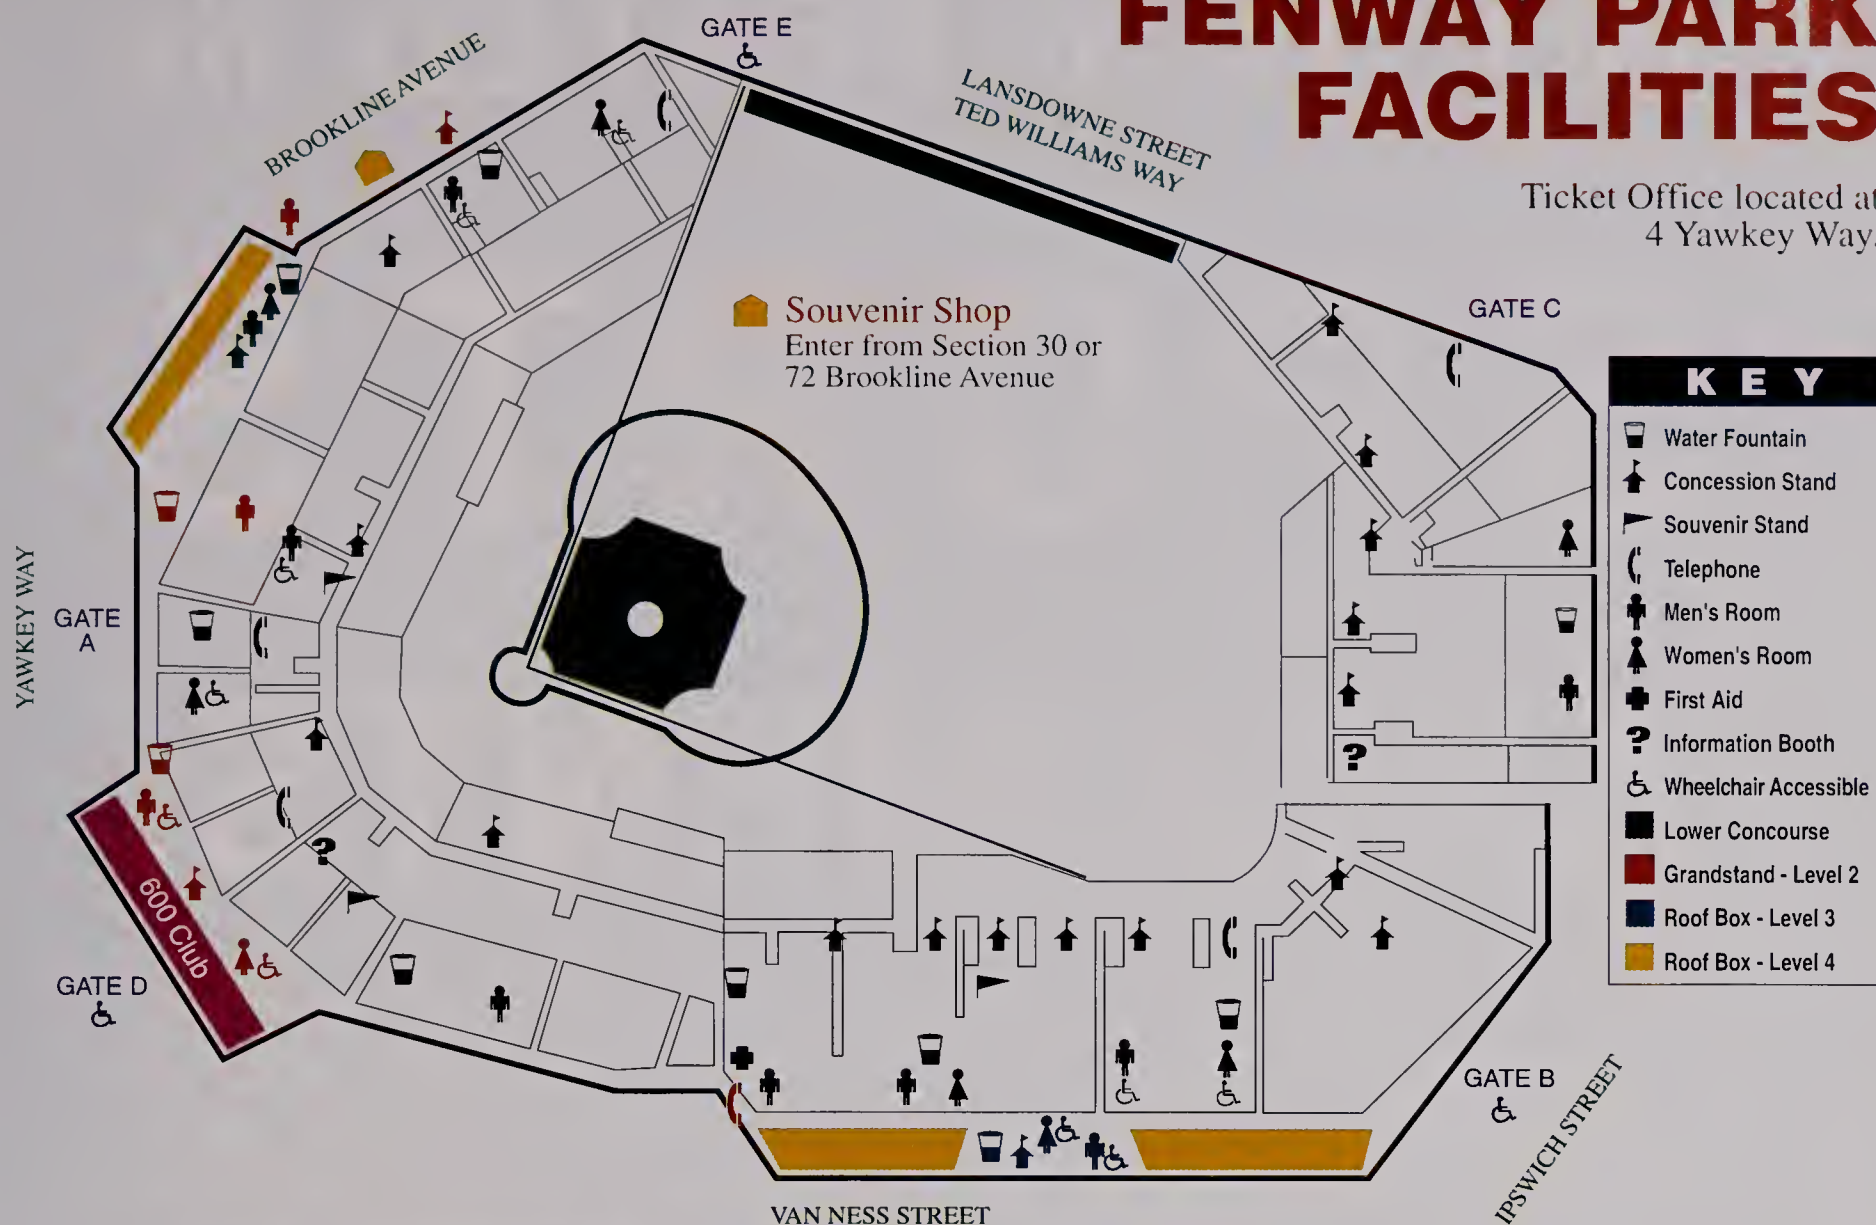 FENWAY PARK
FACILITIES
Ticket Office located at
4 Yawkey Way.
GATE E
BROOKLINE AVENUE
LANSDOWNE STREET
TED WILLIAMS WAY
GATE C
Souvenir Shop
Enter from Section 30 or
72 Brookline Avenue
KEY
Water Fountain
Concession Stand
Souvenir Stand
Telephone
Men's Room
Women's Room
First Aid
? Information Booth
Wheelchair Accessible
Lower Concourse
Grandstand - Level 2
Roof Box - Level 3
Roof Box - Level 4
YAWKEY WAY
GATE
A
?
?
600 Club
GATE D
GATE B
IPSWICH STREET
VAN NESS STREET